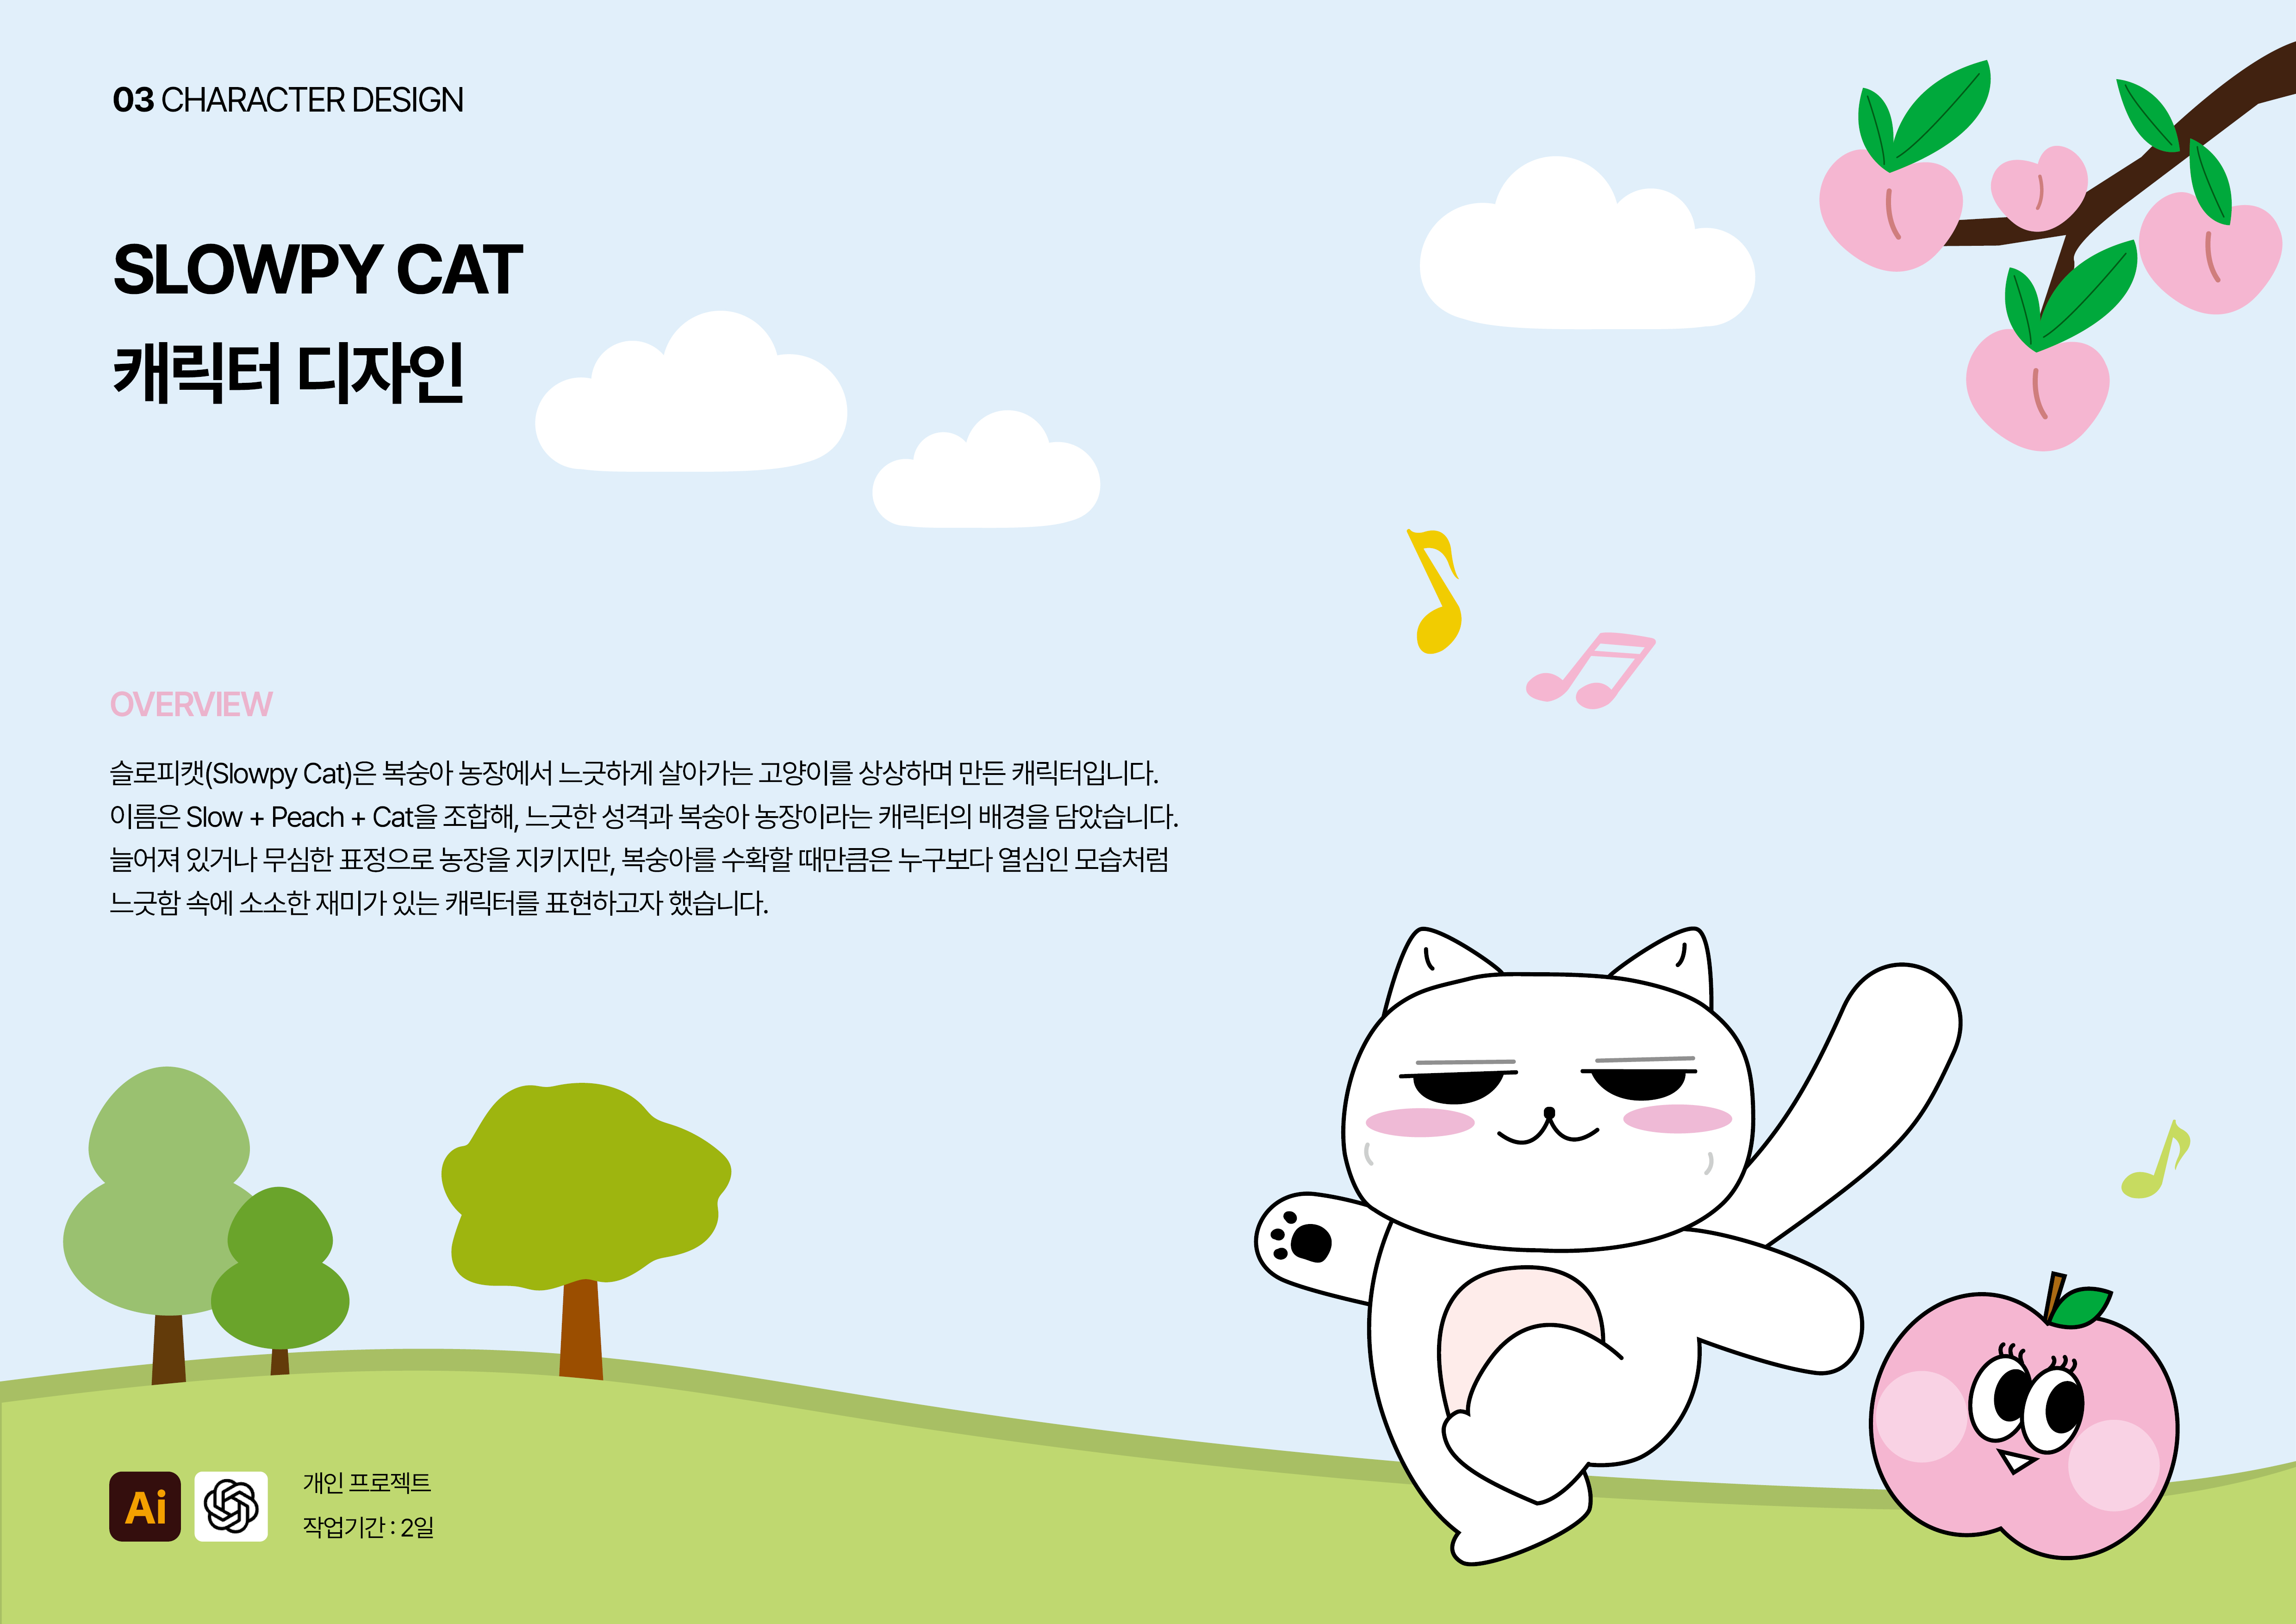 03 CHARACTER DESIGN
SLOWPY CAT
캐릭터 디자인
OVERVIEW
슬로피캣(Slowpy Cat)은 복숭아 농장에서 느긋하게 살아가는 고양이를 상상하며 만든 캐릭터입니다.
이름은 Slow + Peach + Cat을 조합해, 느긋한 성격과 복숭아 농장이라는 캐릭터의 배경을 담았습니다.
늘어져 있거나 무심한 표정으로 농장을 지키지만, 복숭아를 수확할 때만큼은 누구보다 열심인 모습처럼
느긋함 속에 소소한 재미가 있는 캐릭터를 표현하고자 했습니다.
Ai
개인 프로젝트
작업기간 : 2일